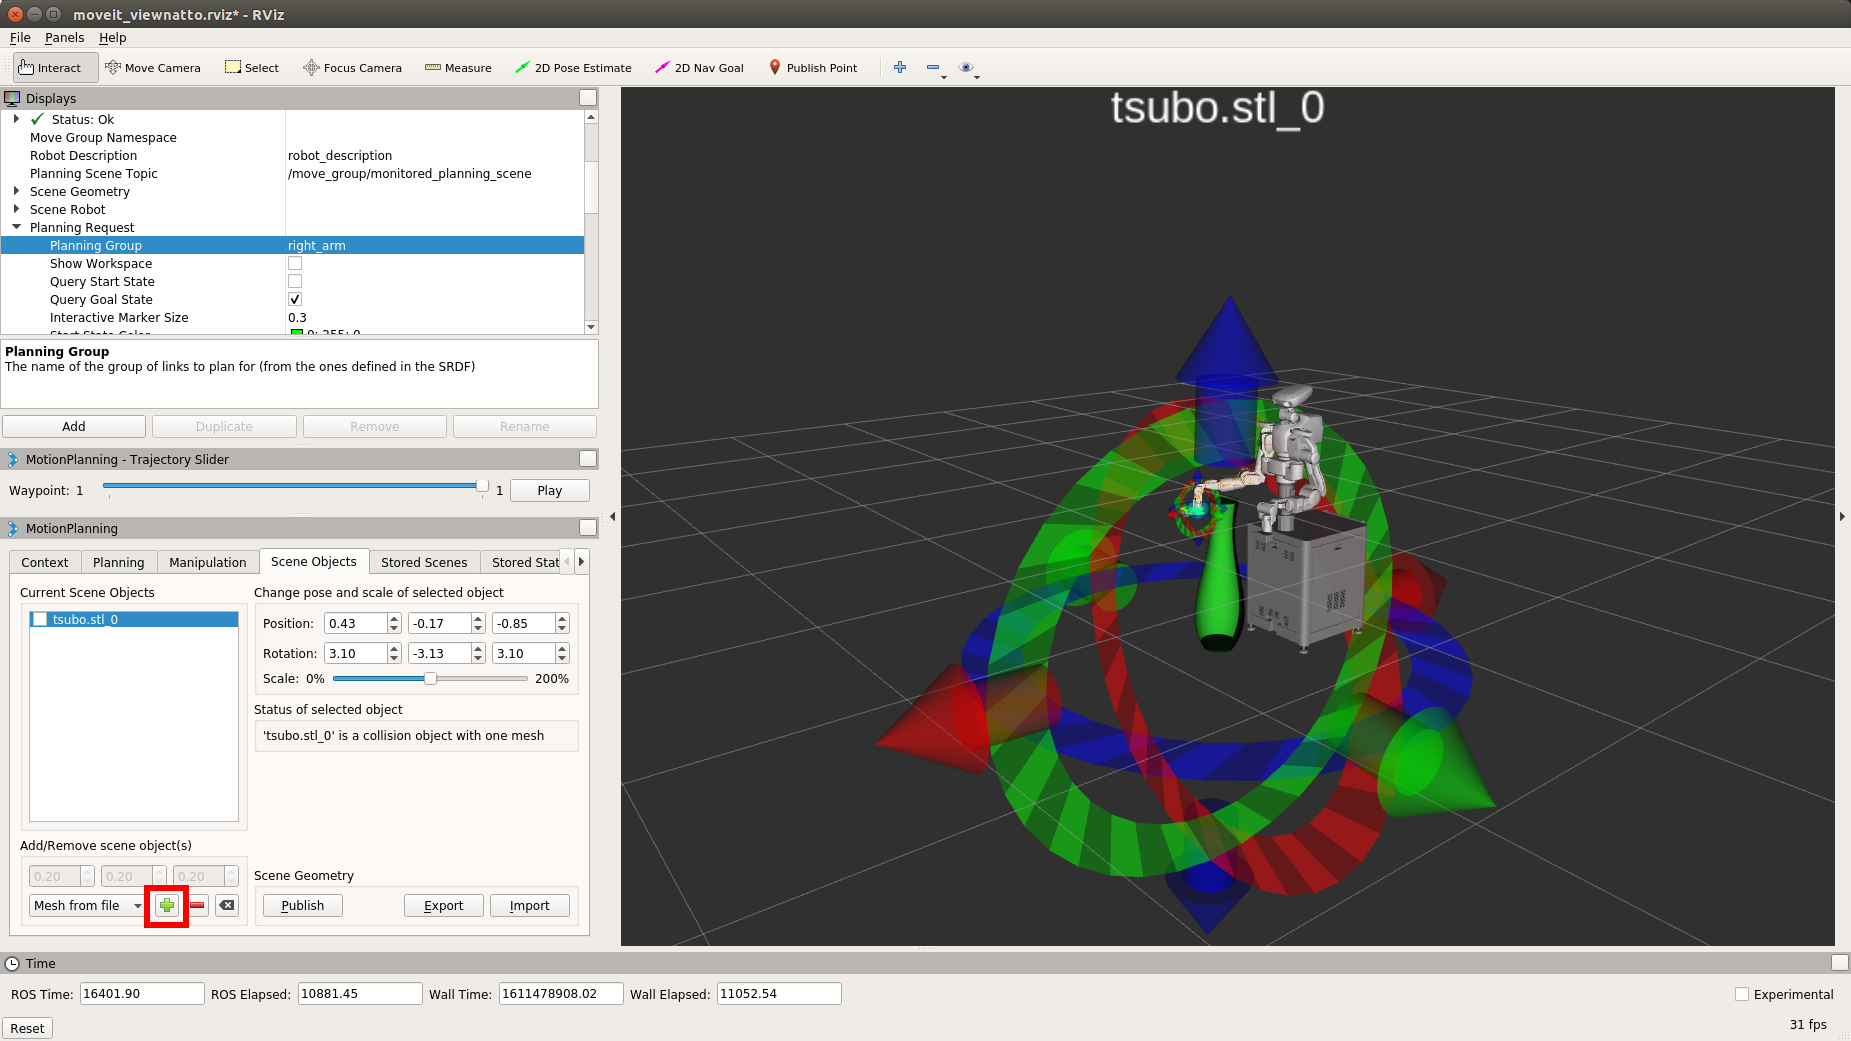 moveit_viewnatto.rviz* - RViz
File Panels Help
Interact Move Camera Select Focus Camera Measure 2D Pose Estimate 2D Nav Goal Publish Point
Displays
Status: Ok
Move Group Namespace
Robot Description robot_description
Planning Scene Topic /move_group/monitored_planning_scene
Scene Geometry
Scene Robot
Planning Request
Planning Group right_arm
Show Workspace
Query Start State
Query Goal State
Interactive Marker Size 0.3
Start State Color 0; 255; 0
Planning Group
The name of the group of links to plan for (from the ones defined in the SRDF)
Add Duplicate Remove Rename
MotionPlanning - Trajectory Slider
Waypoint: 1 1 Play
MotionPlanning
Context Planning Manipulation Scene Objects Stored Scenes Stored Stat
Current Scene Objects
tsubo.stl_0
Change pose and scale of selected object
Position: 0.43 -0.17 -0.85
Rotation: 3.10 -3.13 3.10
Scale: 0% 200%
Status of selected object
'tsubo.stl_0' is a collision object with one mesh
Add/Remove scene object(s)
0.20 0.20 0.20
Mesh from file
Scene Geometry
Publish Export Import
tsubo.stl_0
Time
ROS Time: 16401.90 ROS Elapsed: 10881.45 Wall Time: 1611478908.02 Wall Elapsed: 11052.54 Experimental
Reset 31 fps